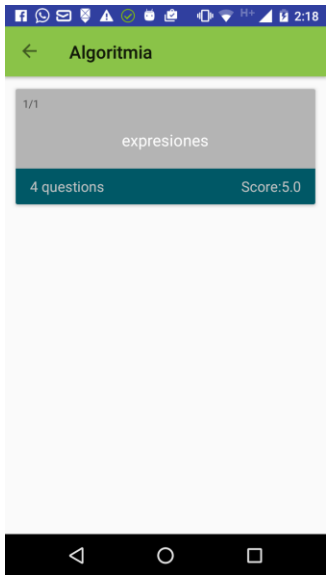 H+ 2:18
Algoritmia
1/1
expresiones
4 questions Score:5.0